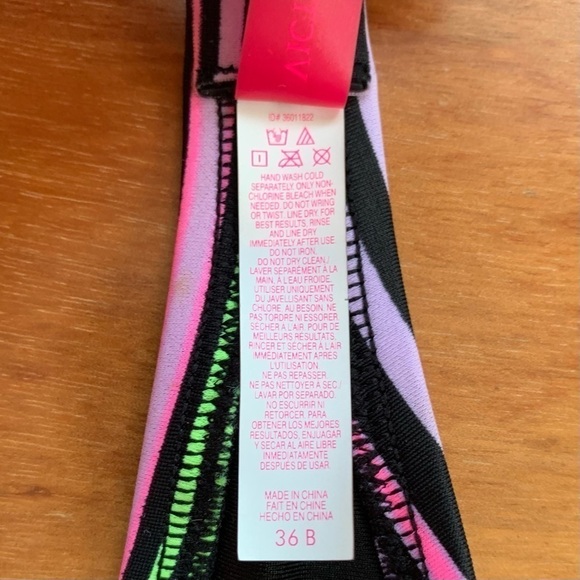 VICT
ID# 36011822
HAND WASH COLD
SEPARATELY. ONLY NON-
CHLORINE BLEACH WHEN
NEEDED. DO NOT WRING
OR TWIST. LINE DRY. FOR
BEST RESULTS, RINSE
AND LINE DRY
IMMEDIATELY AFTER USE
DO NOT IRON.
DO NOT DRY CLEAN./
LAVER SÉPARÉMENT À LA
MAIN, À L'EAU FROIDE.
UTILISER UNIQUEMENT
DU JAVELLISANT SANS
CHLORE, AU BESOIN. NE
PAS TORDRE NI ESSORER.
SÉCHER À L'AIR. POUR DE
MEILLEURS RÉSULTATS,
RINCER ET SÉCHER À L'AIR
IMMÉDIATEMENT APRÈS
L'UTILISATION.
NE PAS REPASSER.
NE PAS NETTOYER À SEC/
LAVAR POR SEPARADO.
NO ESCURRIR NI
RETORCER. PARA
OBTENER LOS MEJORES
RESULTADOS, ENJUAGAR
Y SECAR AL AIRE LIBRE
INMEDIATAMENTE
DESPUES DE USAR.
MADE IN CHINA
FAIT EN CHINE
HECHO EN CHINA
36 B